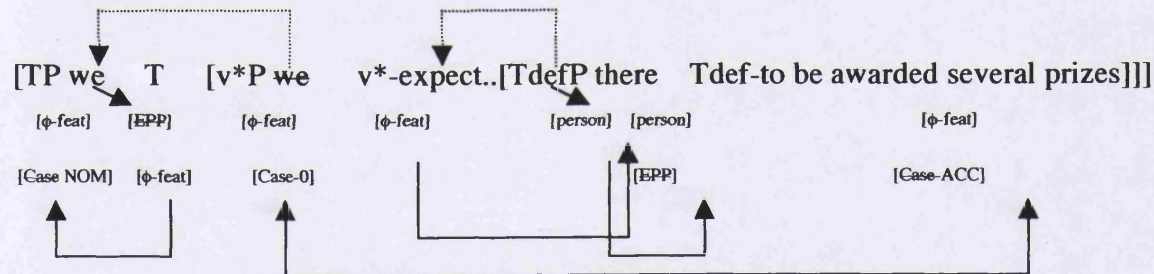 [TP we T [v*P we v*-expect..[TdefP there Tdef-to be awarded several prizes]]]
[φ-feat] [EPP] [φ-feat] [φ-feat] [person] [person] [φ-feat]
[Case NOM] [φ-feat] [Case-0] [EPP] [Case-ACC]